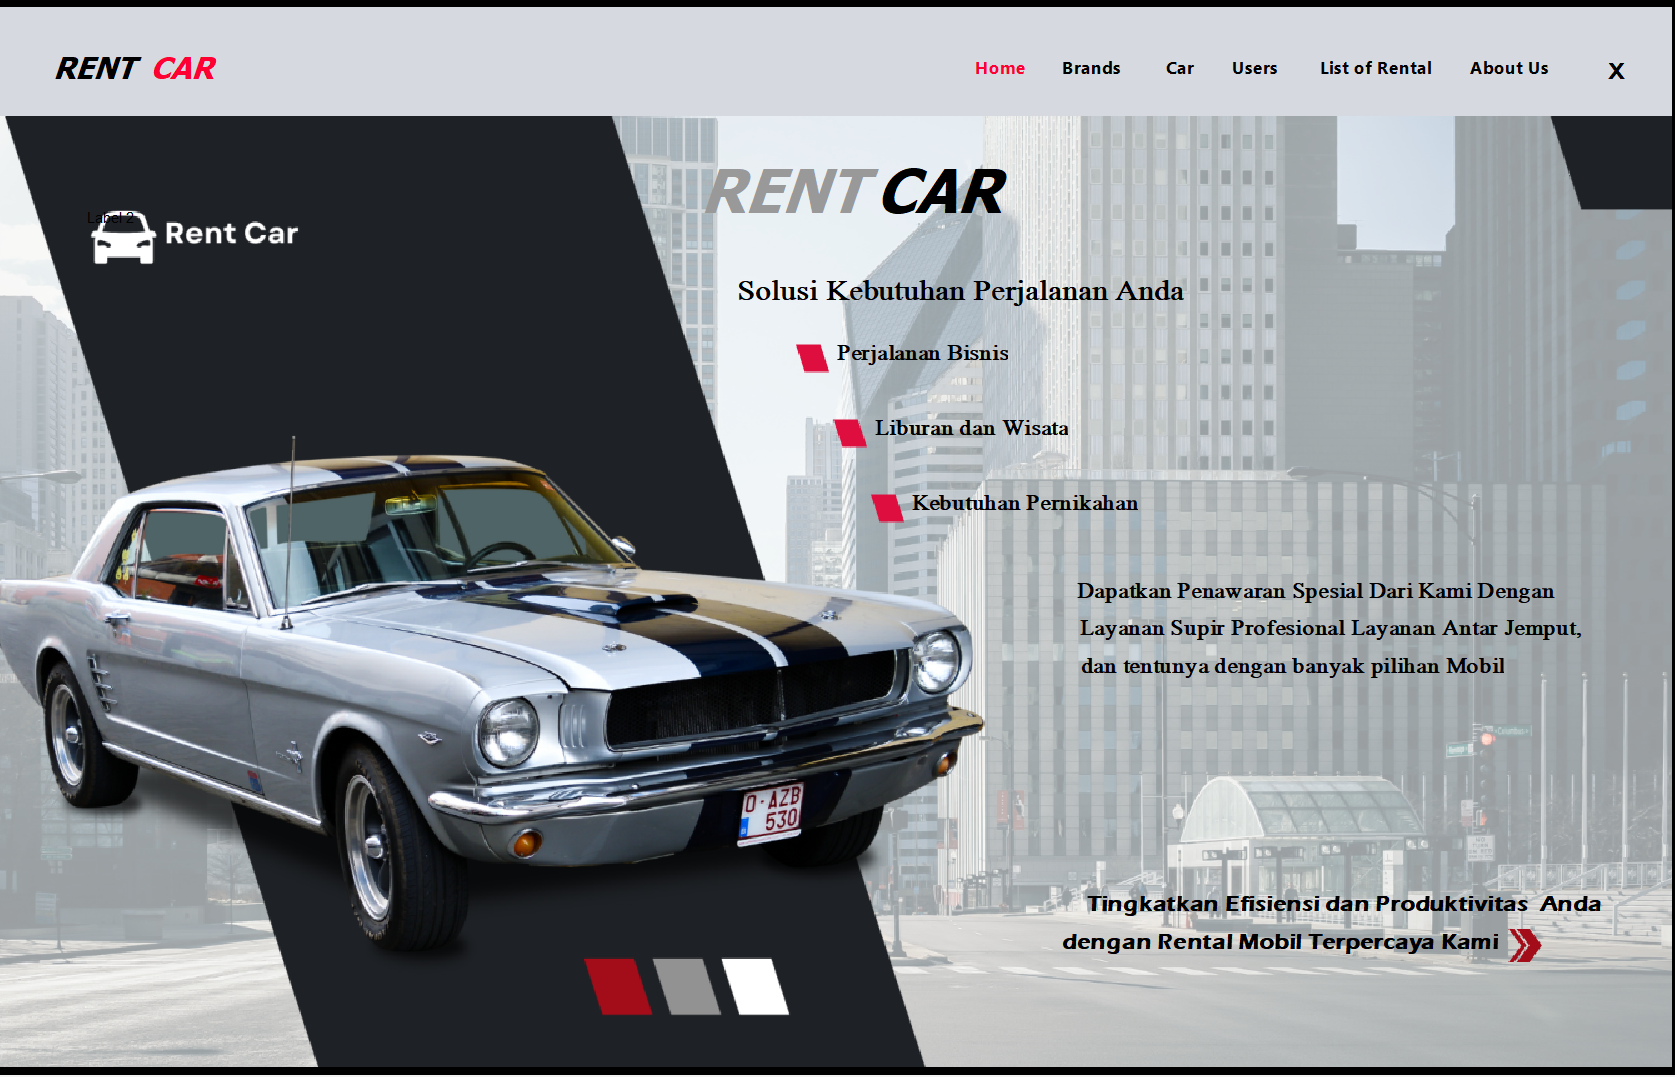 RENT CAR
Home Brands Car Users List of Rental About Us X
RENT CAR
Label 2
Rent Car
Solusi Kebutuhan Perjalanan Anda
Perjalanan Bisnis
Liburan dan Wisata
Kebutuhan Pernikahan
Dapatkan Penawaran Spesial Dari Kami Dengan
Layanan Supir Profesional Layanan Antar Jemput,
dan tentunya dengan banyak pilihan Mobil
O·AZB
530
Tingkatkan Efisiensi dan Produktivitas Anda
dengan Rental Mobil Terpercaya Kami